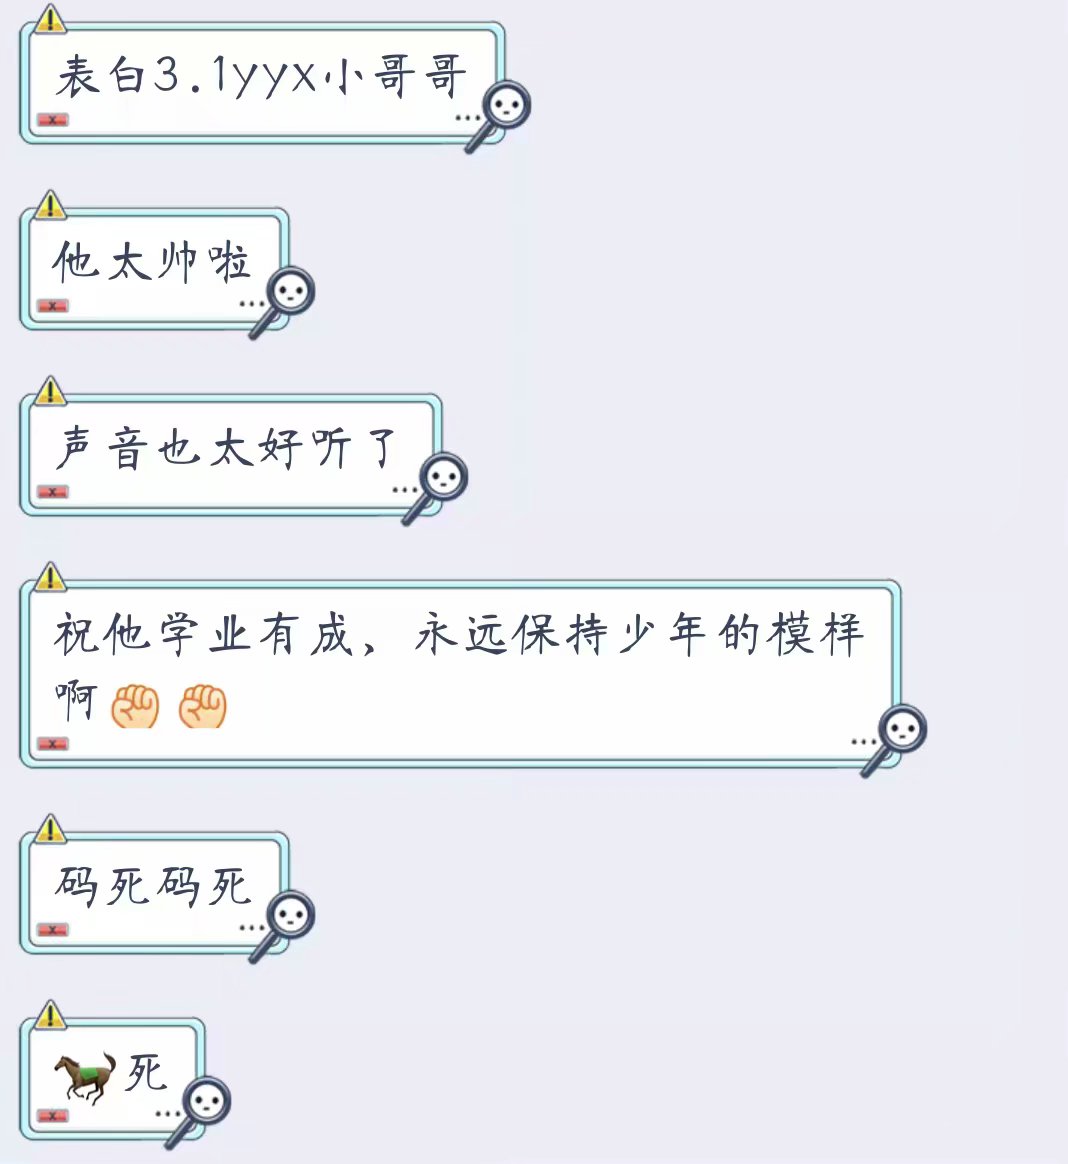 表白3.1yyx小哥哥
他太帅啦
声音也太好听了
祝他学业有成，永远保持少年的模样
啊✊🏻✊🏻
码死码死
🐎死